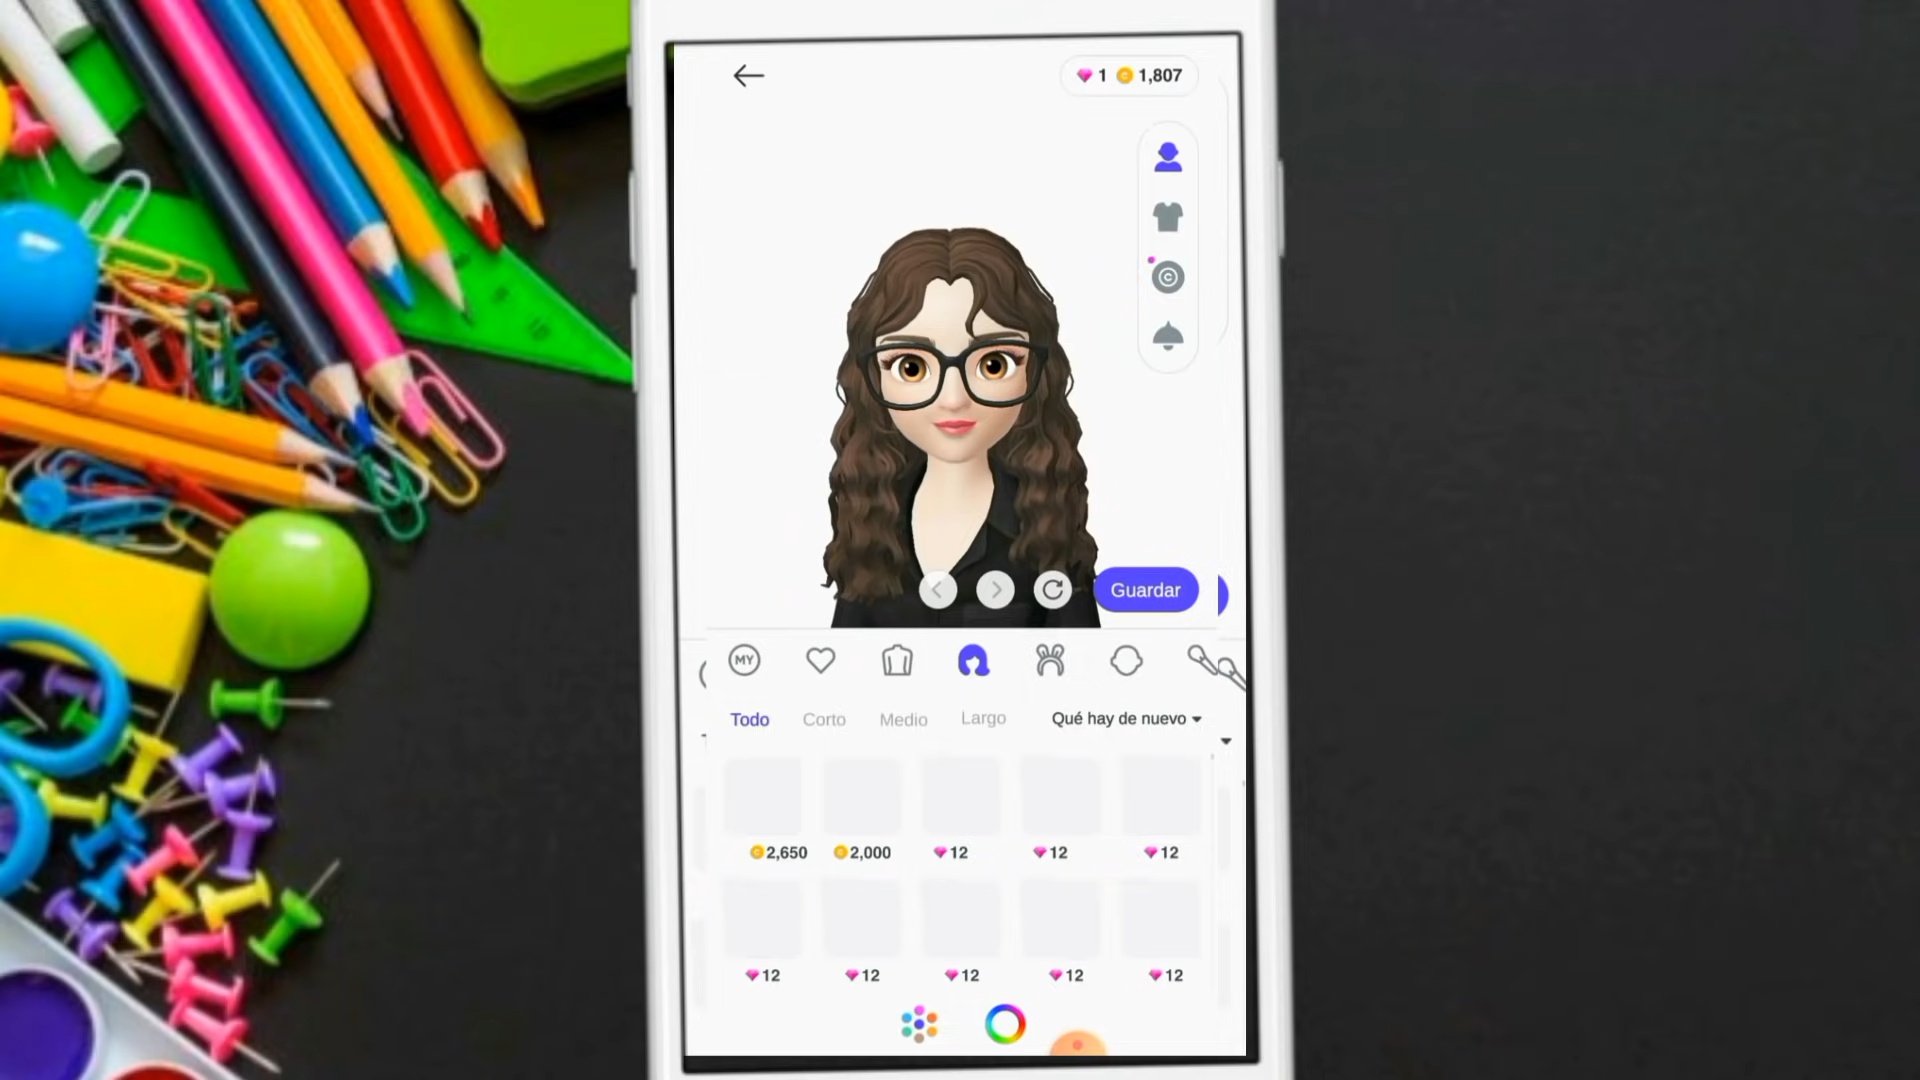 1 1,807
Guardar
MY
Todo Corto Medio Largo Qué hay de nuevo
2,650 2,000 12 12 12
12 12 12 12 12